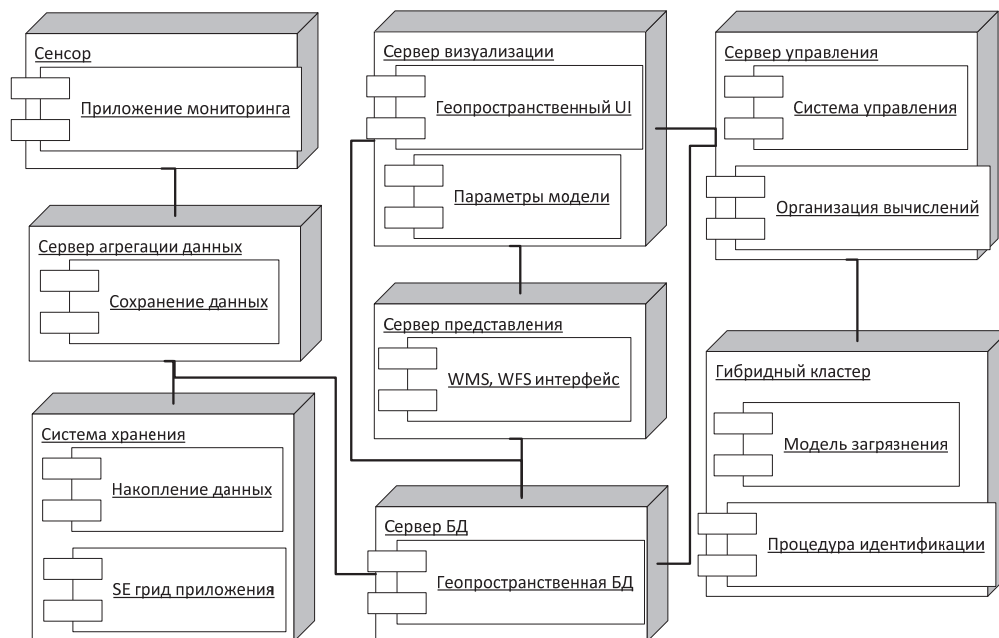 Сенсор
Приложение мониторинга
Сервер агрегации данных
Сохранение данных
Система хранения
Накопление данных
SE грид приложения
Сервер визуализации
Геопространственный UI
Параметры модели
Сервер представления
WMS, WFS интерфейс
Сервер БД
Геопространственная БД
Сервер управления
Система управления
Организация вычислений
Гибридный кластер
Модель загрязнения
Процедура идентификации